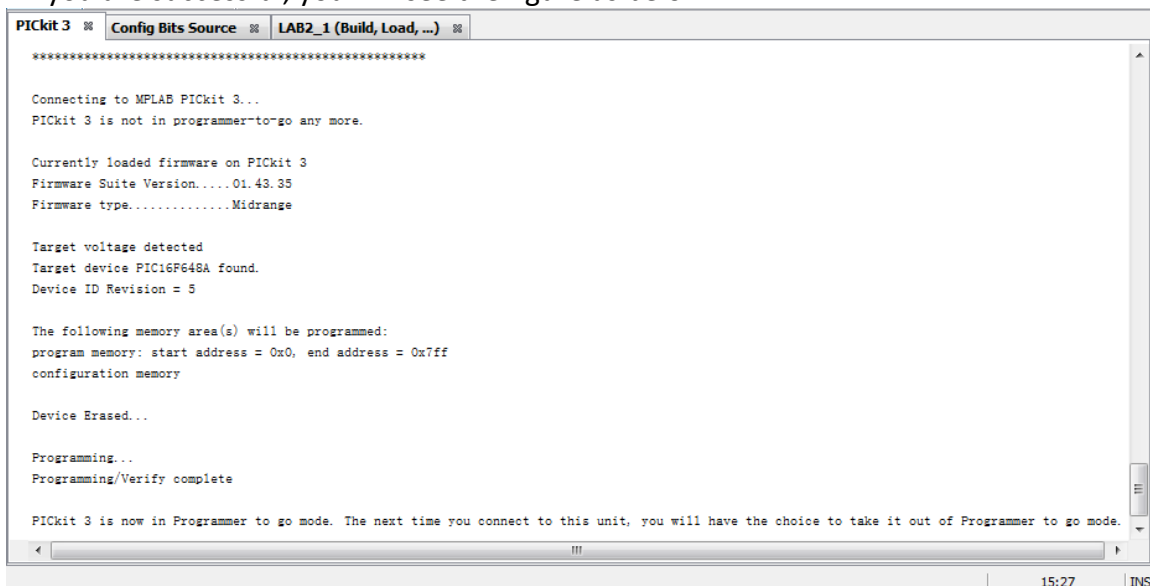 PICkit 3 Config Bits Source LAB2_1 (Build, Load, ...)
*****************************************************
Connecting to MPLAB PICkit 3...
PICkit 3 is not in programmer-to-go any more.
Currently loaded firmware on PICkit 3
Firmware Suite Version.....01.43.35
Firmware type..............Midrange
Target voltage detected
Target device PIC16F648A found.
Device ID Revision = 5
The following memory area(s) will be programmed:
program memory: start address = 0x0, end address = 0x7ff
configuration memory
Device Erased...
Programming...
Programming/Verify complete
PICkit 3 is now in Programmer to go mode. The next time you connect to this unit, you will have the choice to take it out of Programmer to go mode.
15:27 INS